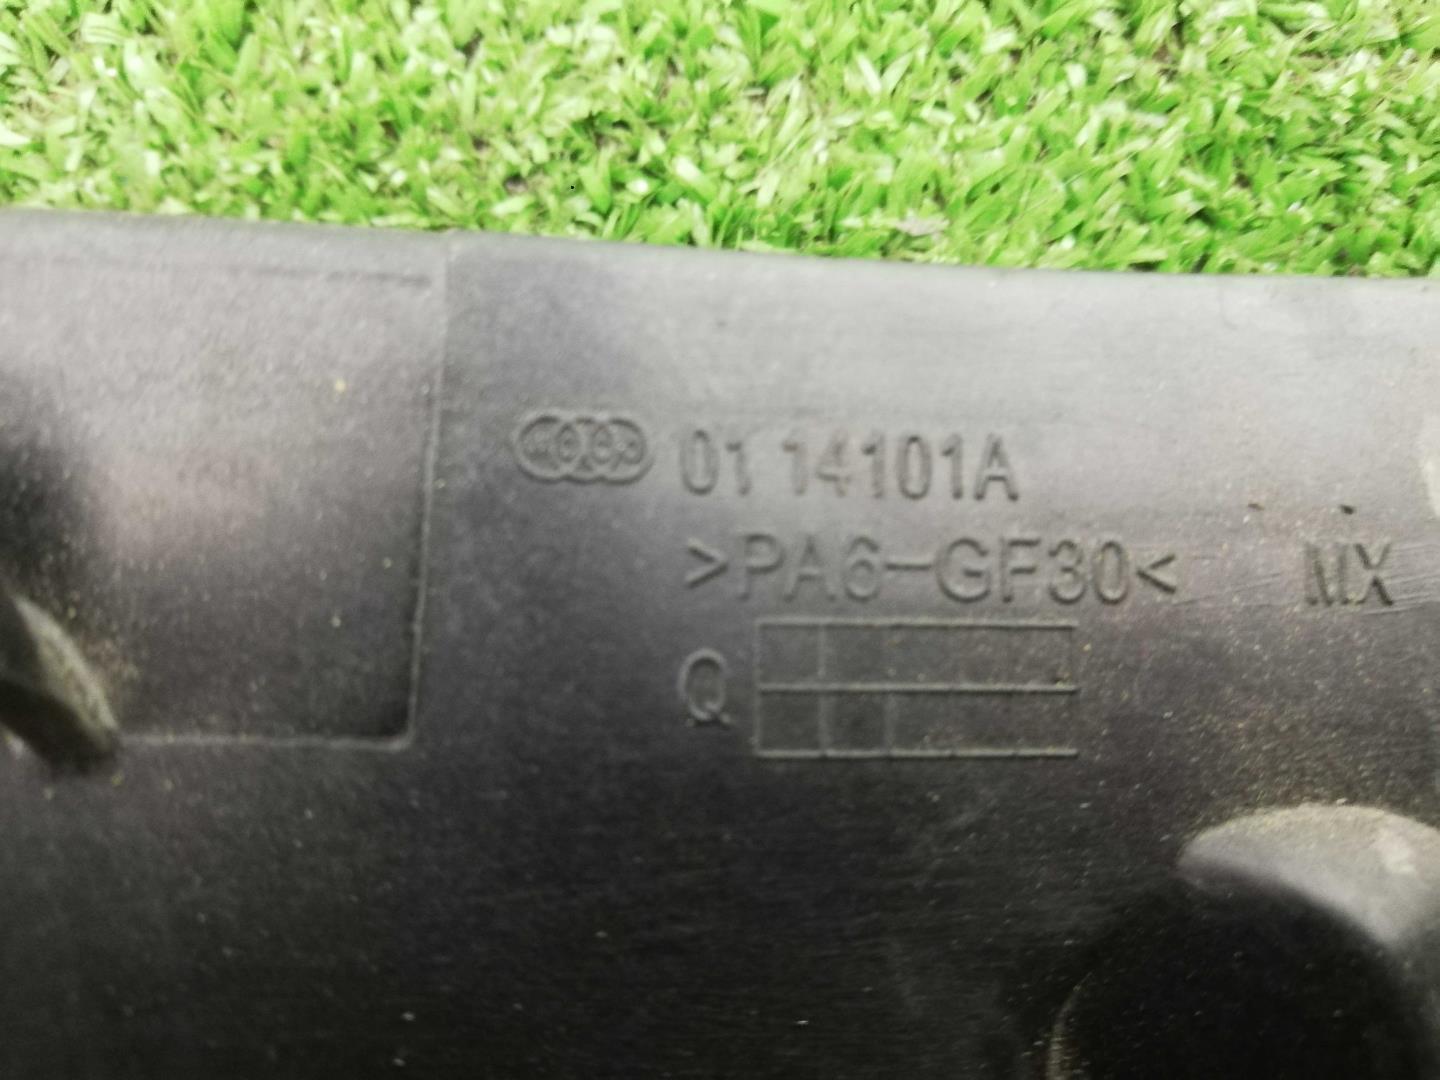 01 14101A
>PA6-GF30< MX
Q